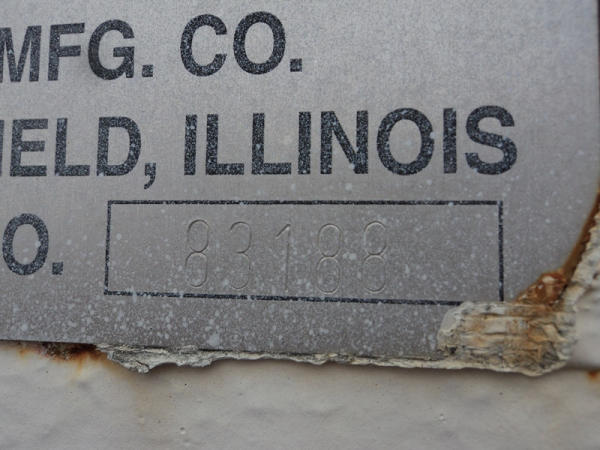 MFG. CO.
IELD, ILLINOIS
O. 83188